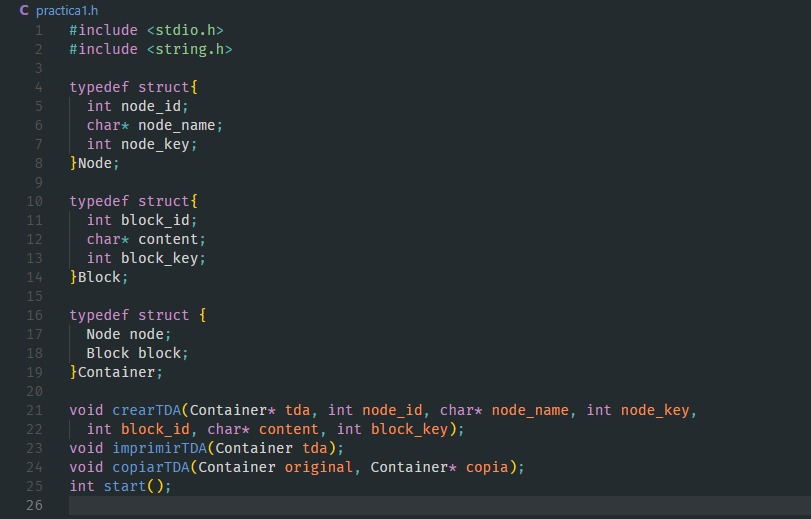 C practica1.h
1 #include <stdio.h>
2 #include <string.h>
3
4 typedef struct{
5   int node_id;
6   char* node_name;
7   int node_key;
8 }Node;
9
10 typedef struct{
11   int block_id;
12   char* content;
13   int block_key;
14 }Block;
15
16 typedef struct {
17   Node node;
18   Block block;
19 }Container;
20
21 void crearTDA(Container* tda, int node_id, char* node_name, int node_key,
22   int block_id, char* content, int block_key);
23 void imprimirTDA(Container tda);
24 void copiarTDA(Container original, Container* copia);
25 int start();
26